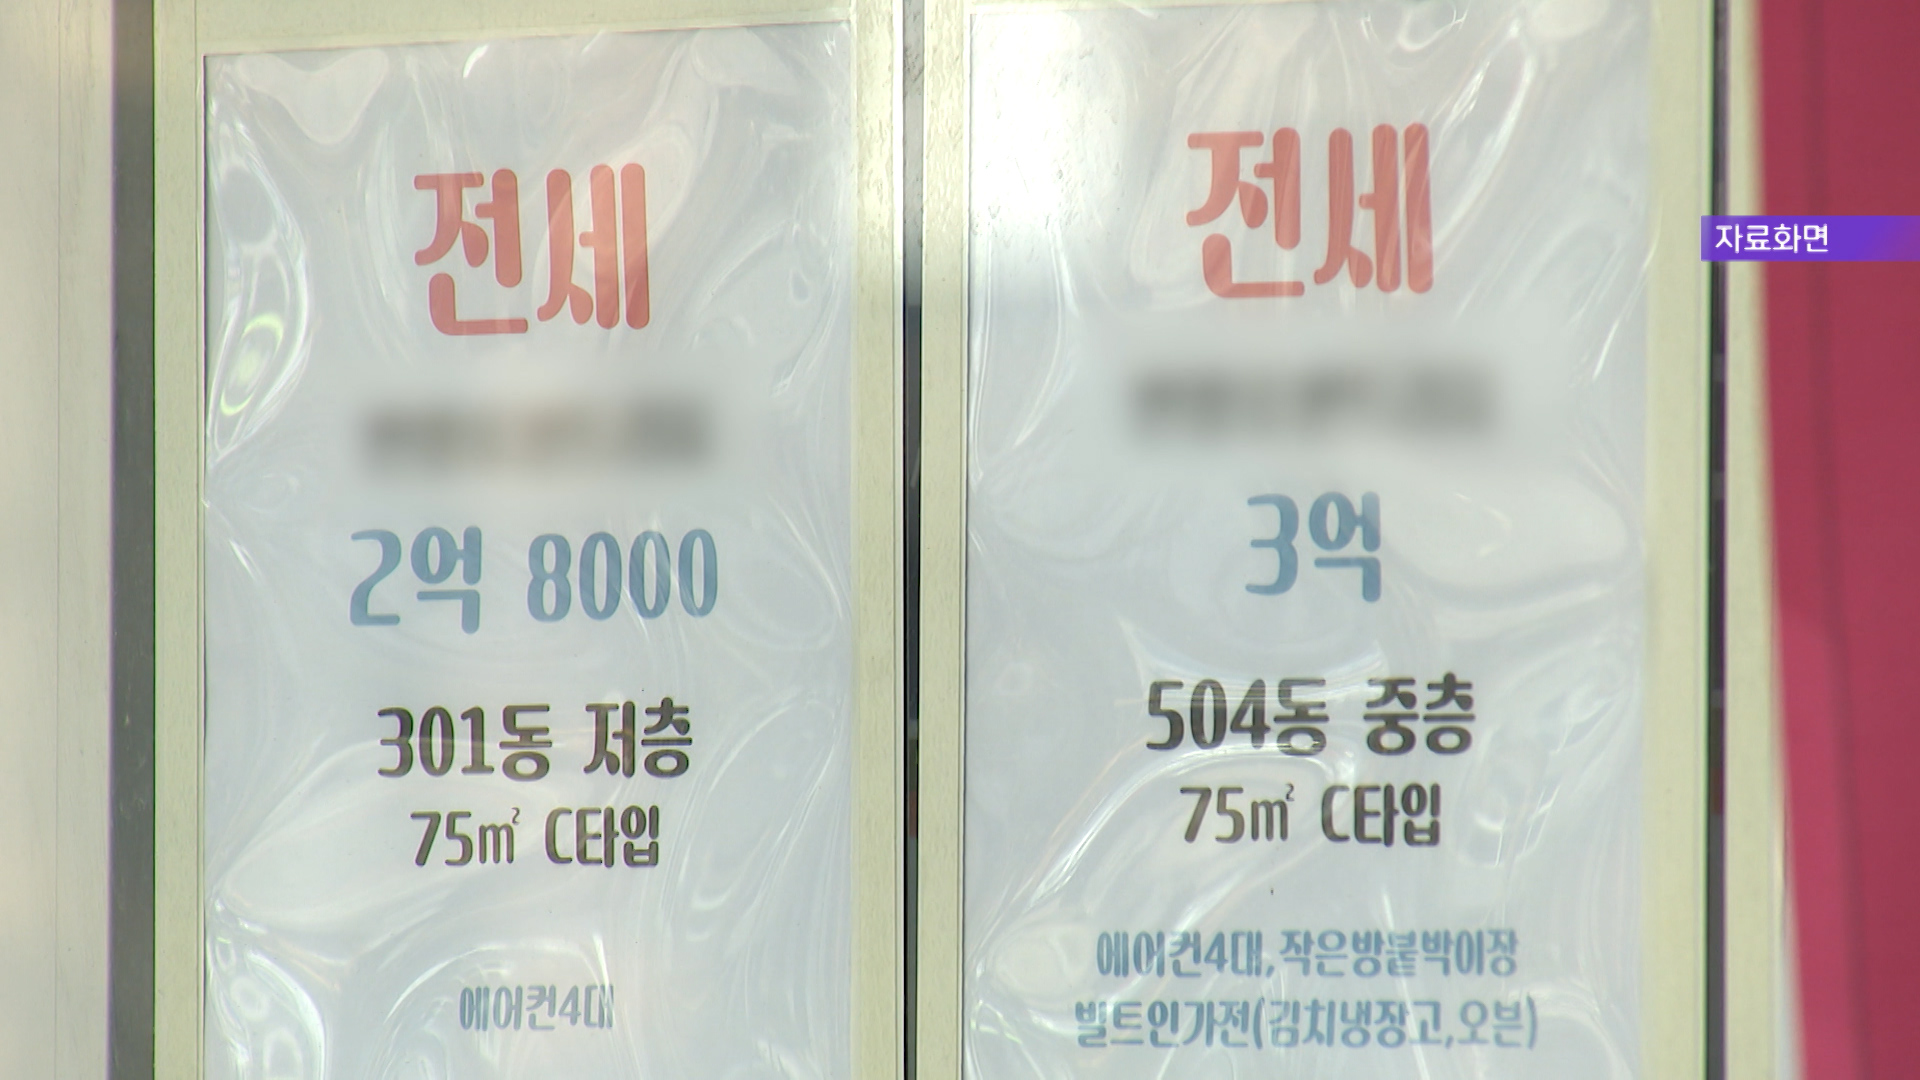 전세
2억 8000
301동 저층
75㎡ C타입
에어컨4대
전세
3억
504동 중층
75㎡ C타입
에어컨4대,작은방붙박이장
빌트인가전(김치냉장고,오븐)
자료화면